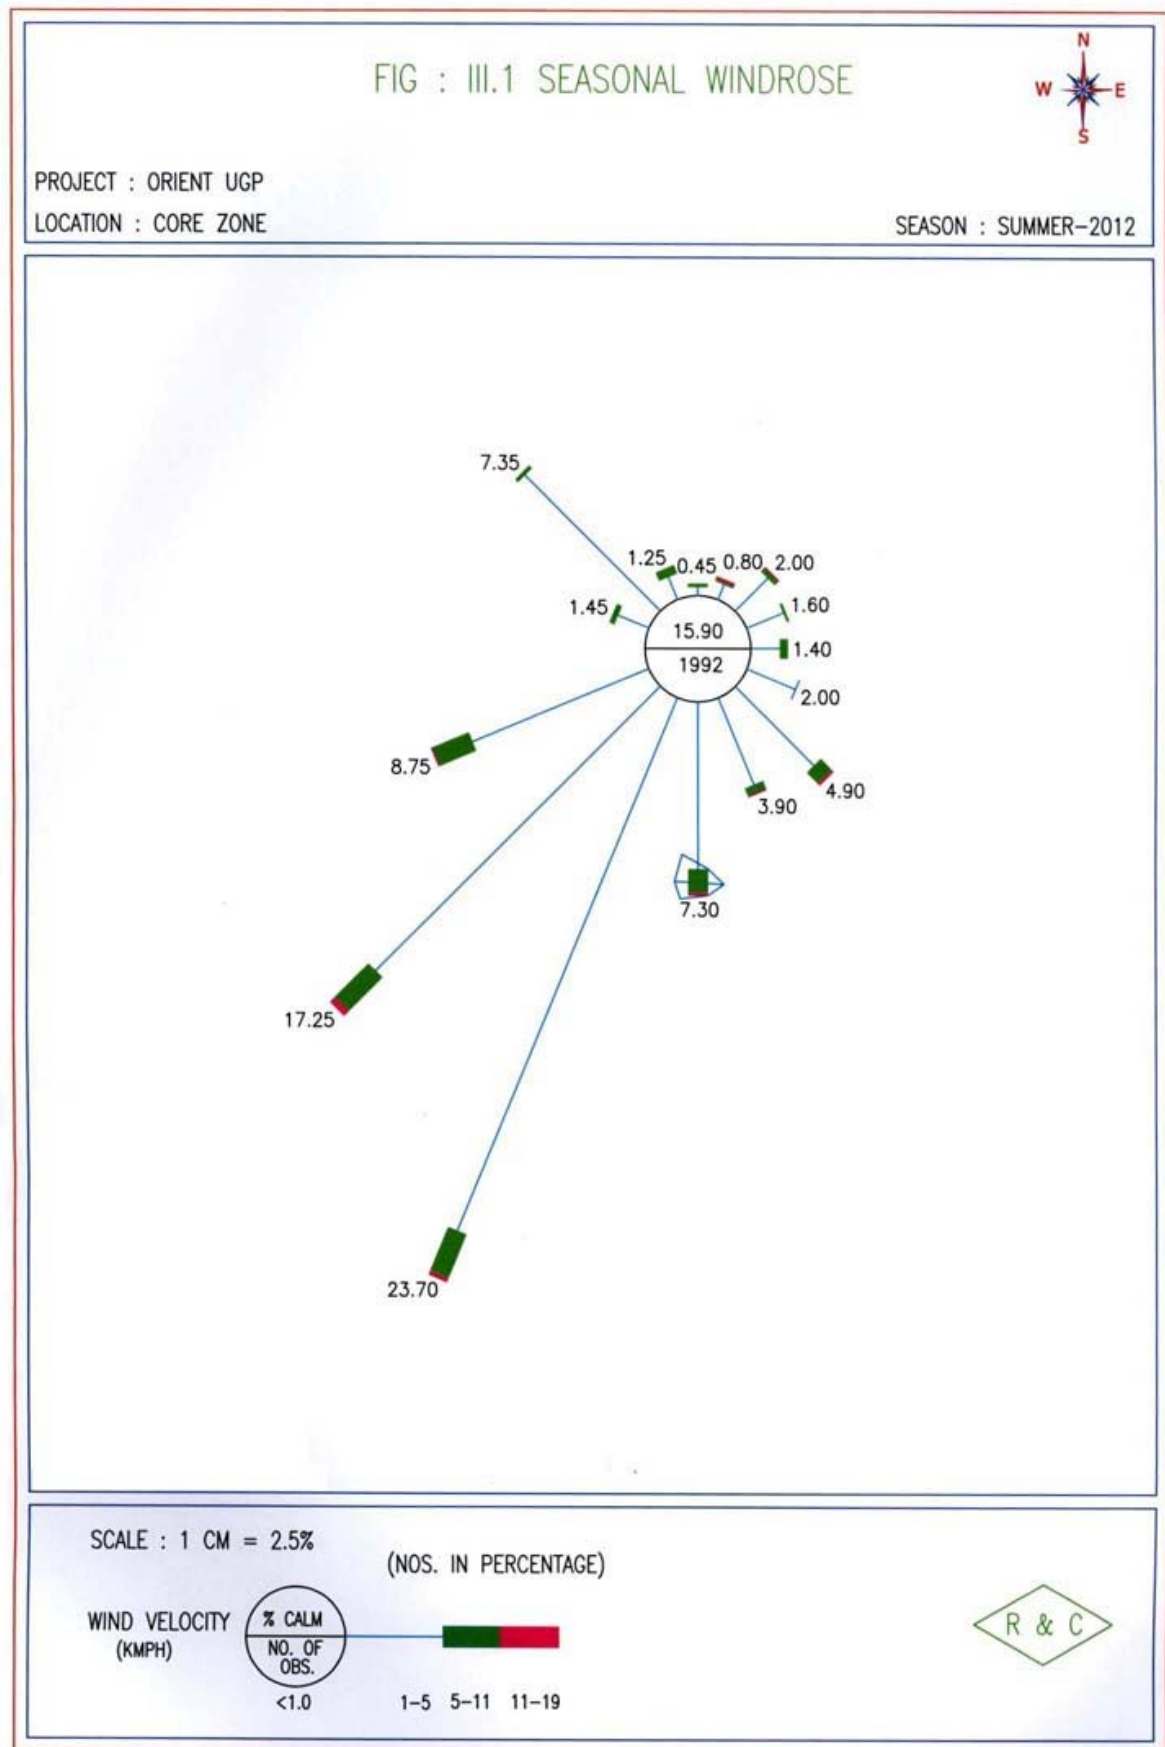 N
FIG : III.1 SEASONAL WINDROSE
W E
S
PROJECT : ORIENT UGP
LOCATION : CORE ZONE
SEASON : SUMMER-2012
7.35
1.25 0.45 0.80 2.00
1.45
1.60
15.90
1.40
1992
2.00
8.75
4.90
3.90
7.30
17.25
23.70
SCALE : 1 CM = 2.5%
(NOS. IN PERCENTAGE)
WIND VELOCITY
(KMPH)
% CALM
NO. OF
OBS.
R & C
<1.0 1-5 5-11 11-19